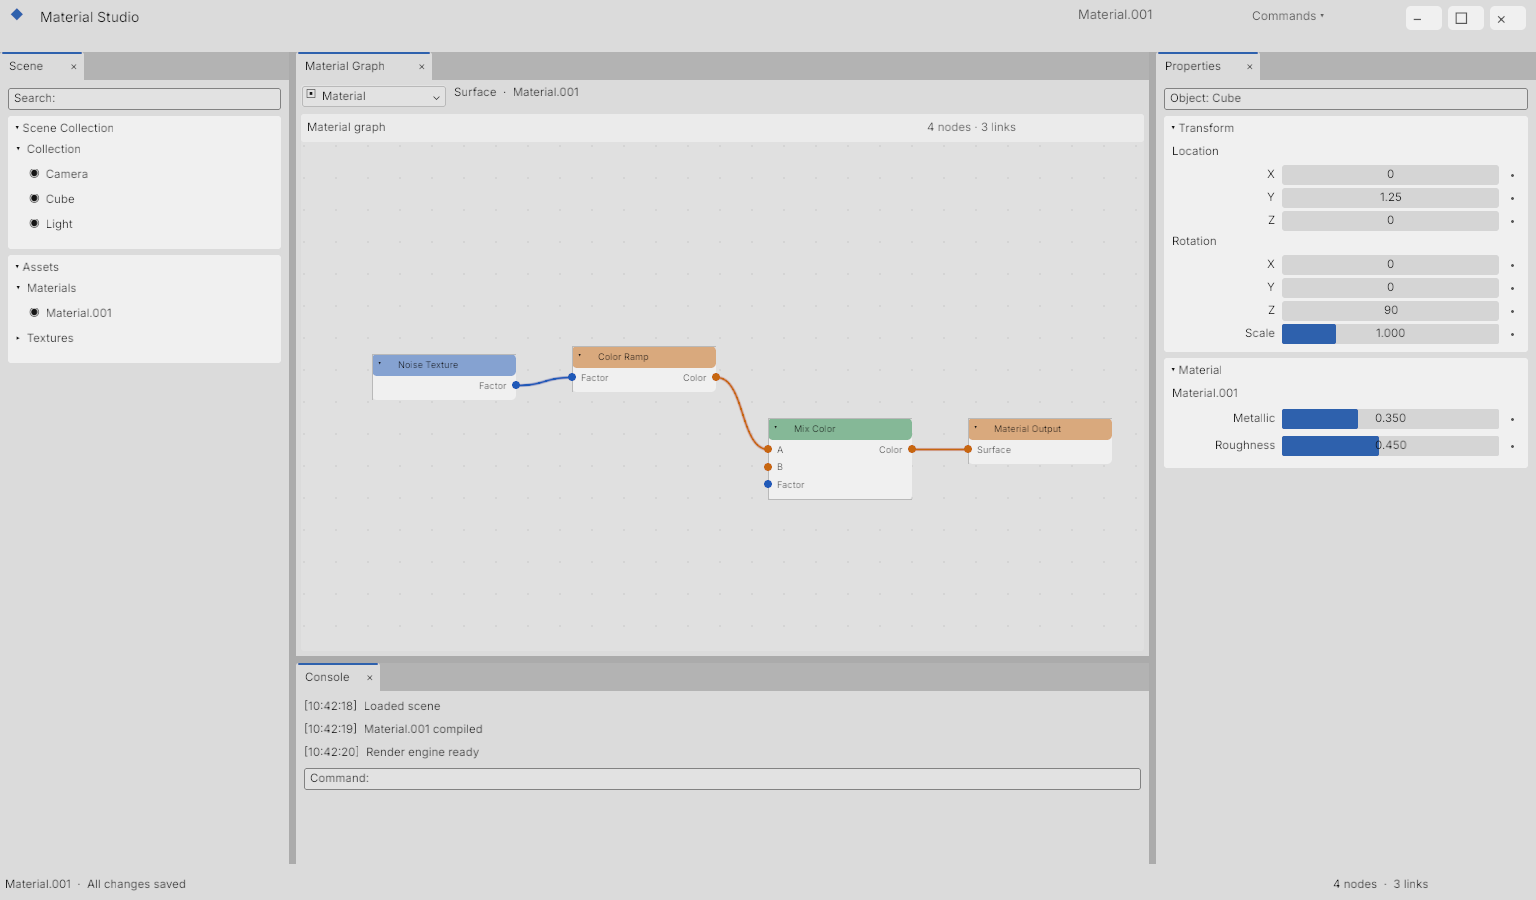 Material Studio
Material.001
Commands
Scene
Search:
Scene Collection
Collection
Camera
Cube
Light
Assets
Materials
Material.001
Textures
Material Graph
Material
Surface · Material.001
Material graph
4 nodes · 3 links
Noise Texture
Factor
Color Ramp
Factor
Color
Mix Color
A
Color
B
Factor
Material Output
Surface
Console
[10:42:18] Loaded scene
[10:42:19] Material.001 compiled
[10:42:20] Render engine ready
Command:
Properties
Object: Cube
Transform
Location
X 0
Y 1.25
Z 0
Rotation
X 0
Y 0
Z 90
Scale 1.000
Material
Material.001
Metallic 0.350
Roughness 0.450
Material.001 · All changes saved
4 nodes · 3 links